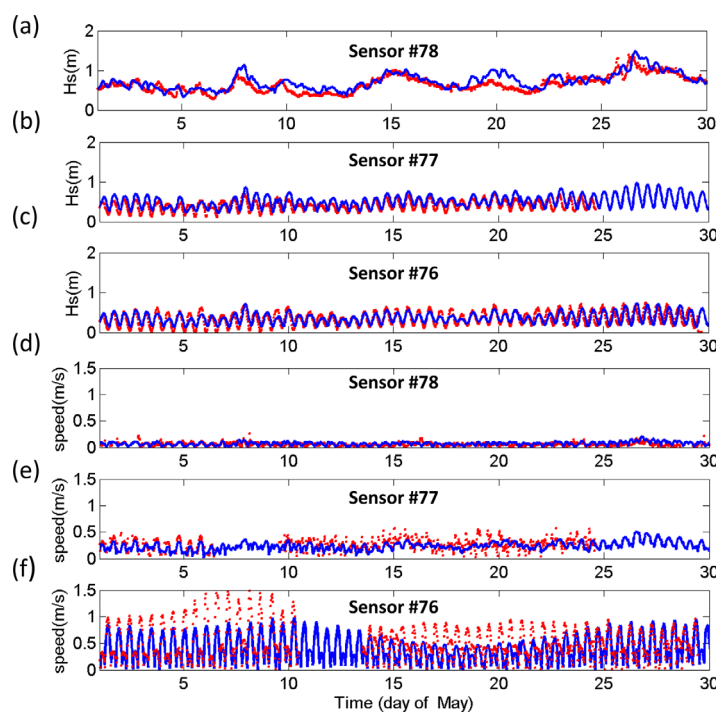 (a)
2
1
0
Hs(m)
Sensor #78
5 10 15 20 25 30
(b)
2
1
0
Hs(m)
Sensor #77
5 10 15 20 25 30
(c)
2
1
0
Hs(m)
Sensor #76
5 10 15 20 25 30
(d)
1.5
1
0.5
0
speed(m/s)
Sensor #78
5 10 15 20 25 30
(e)
1.5
1
0.5
0
speed(m/s)
Sensor #77
5 10 15 20 25 30
(f)
1.5
1
0.5
0
speed(m/s)
Sensor #76
5 10 15 20 25 30
Time (day of May)